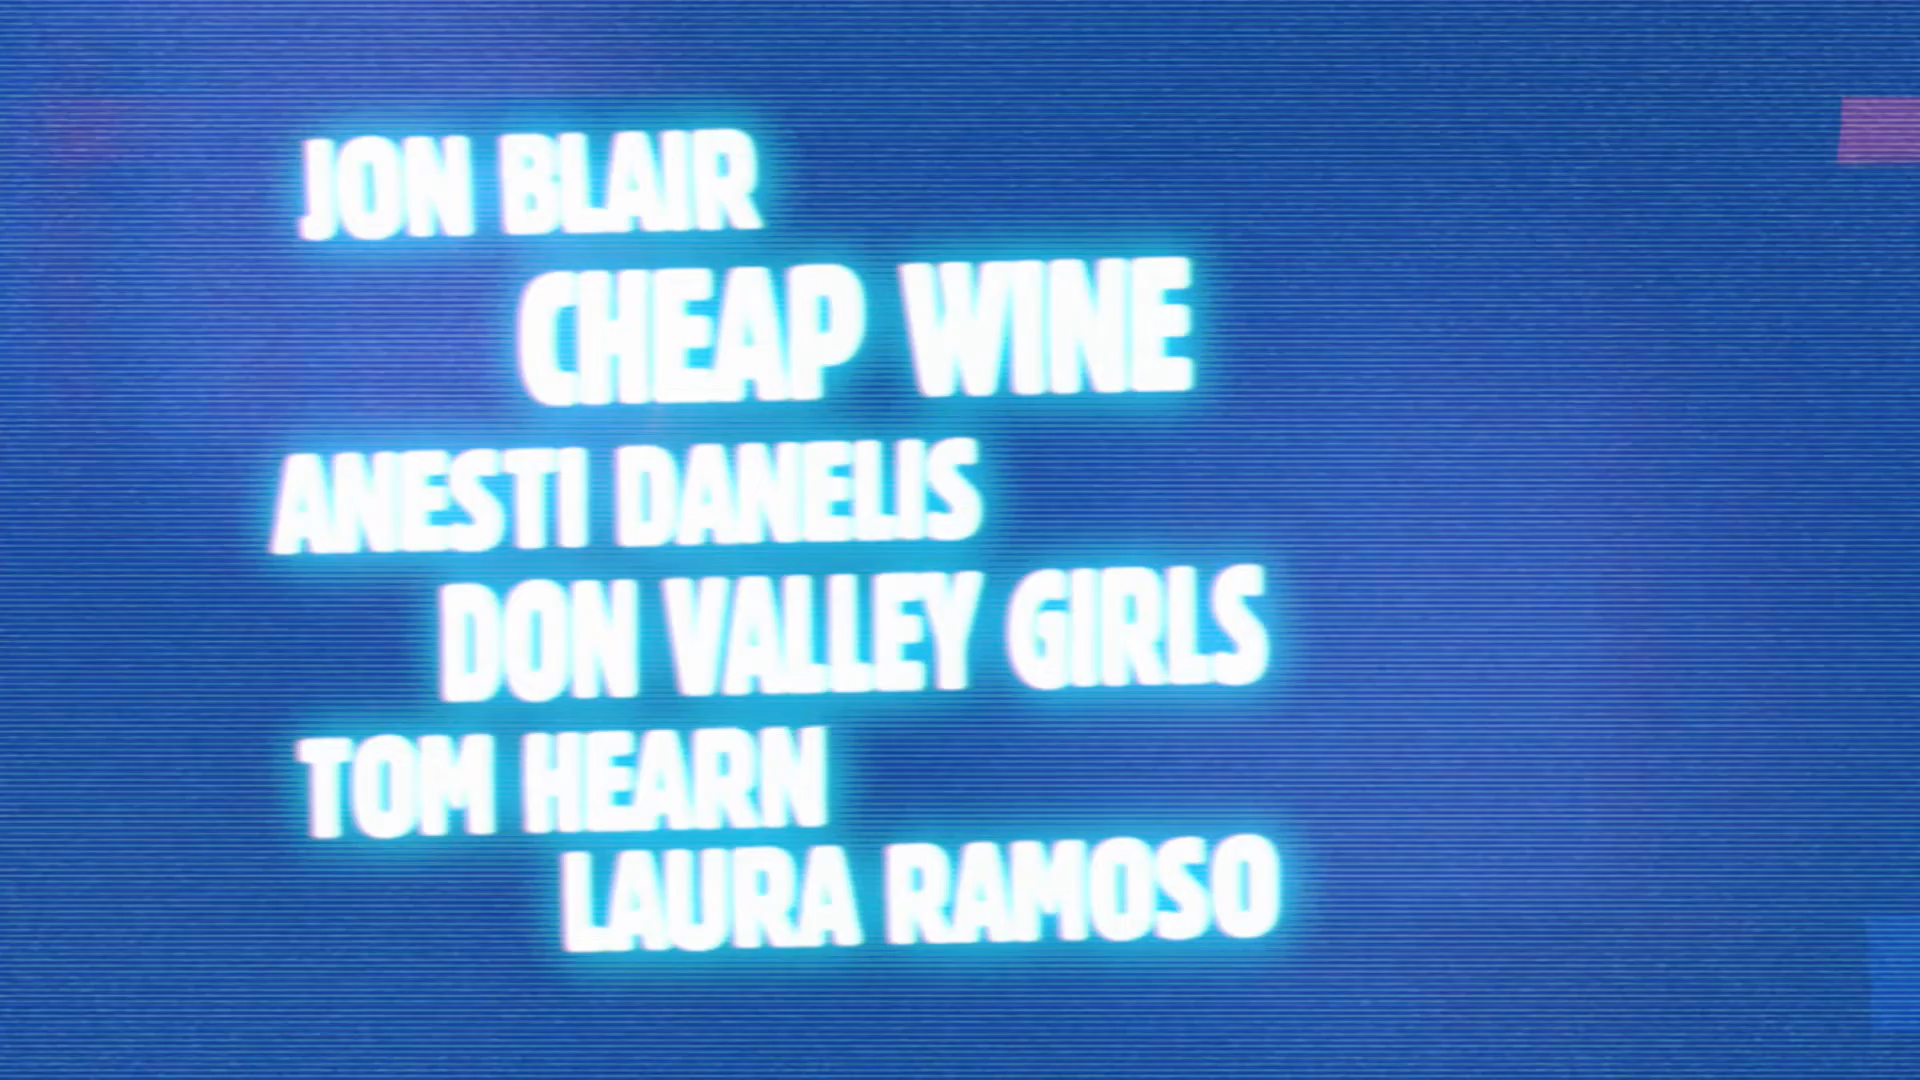 JON BLAIR
CHEAP WINE
ANESTI DANELIS
DON VALLEY GIRLS
TOM HEARN
LAURA RAMOSO